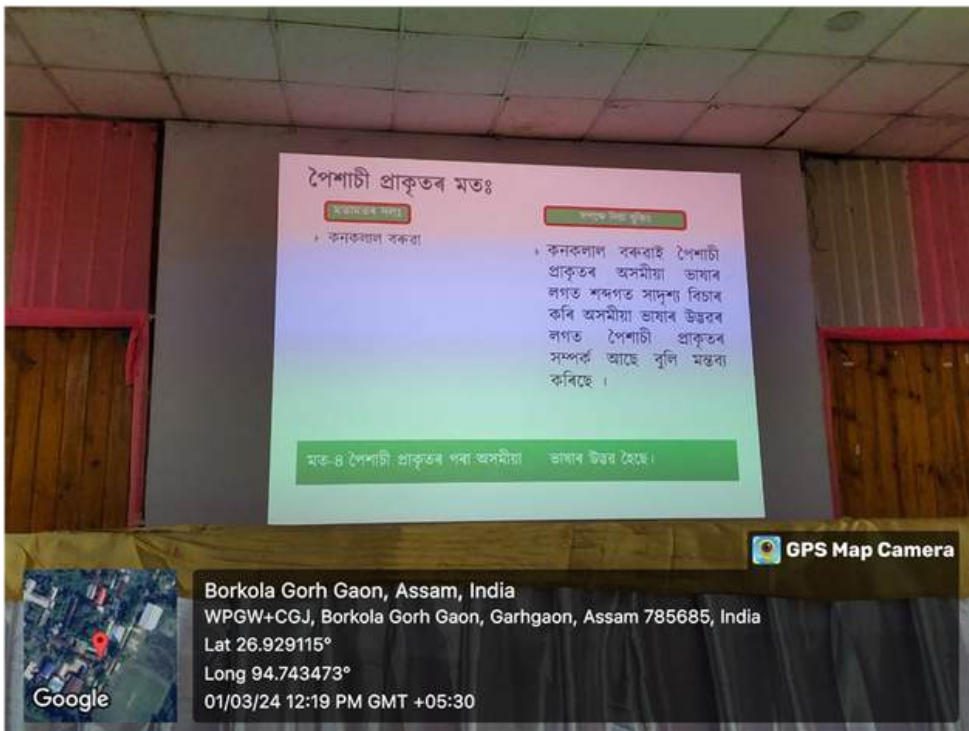 পৈশাচী প্ৰাকৃতৰ মতঃ
সপক্ষে দিয়া যুক্তিঃ
কনকলাল বৰুৱা
কনকলাল বৰুৱাই পৈশাচী
প্ৰাকৃতৰ অসমীয়া ভাষাৰ
লগত শব্দগত সাদৃশ্য বিচাৰ
কৰি অসমীয়া ভাষাৰ উদ্ভৱৰ
লগত পৈশাচী প্ৰাকৃতৰ
সম্পৰ্ক আছে বুলি মন্তব্য
কৰিছে ।
মত-৪ পৈশাচী প্ৰাকৃতৰ পৰা অসমীয়া ভাষাৰ উদ্ভৱ হৈছে।
GPS Map Camera
Borkola Gorh Gaon, Assam, India
WPGW+CGJ, Borkola Gorh Gaon, Garhgaon, Assam 785685, India
Lat 26.929115°
Long 94.743473°
01/03/24 12:19 PM GMT +05:30
Google